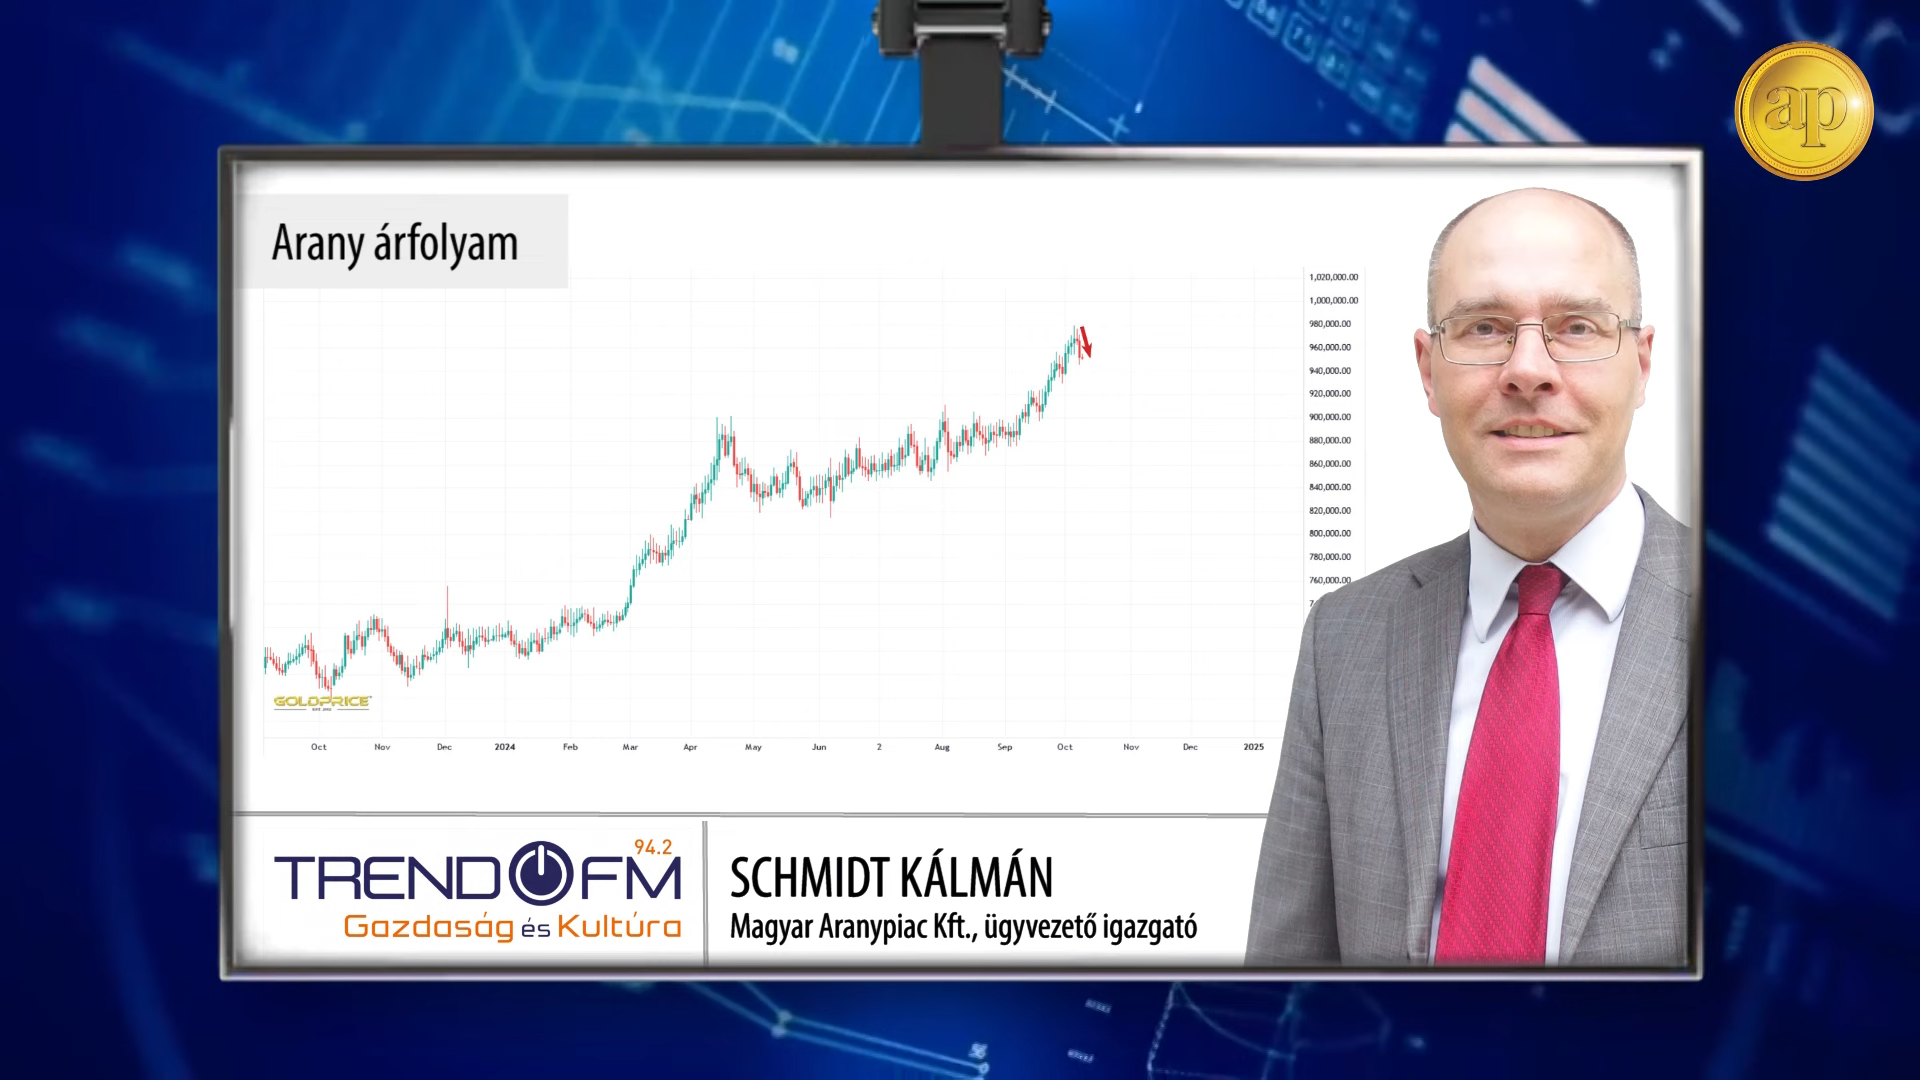 ap
Arany árfolyam
1,020,000.00
1,000,000.00
980,000.00
960,000.00
940,000.00
920,000.00
900,000.00
880,000.00
860,000.00
840,000.00
820,000.00
800,000.00
780,000.00
760,000.00
7
GOLDPRICE
Oct Nov Dec 2024 Feb Mar Apr May Jun 2 Aug Sep Oct Nov Dec 2025
94.2
TREND FM
Gazdaság és Kultúra
SCHMIDT KÁLMÁN
Magyar Aranypiac Kft., ügyvezető igazgató